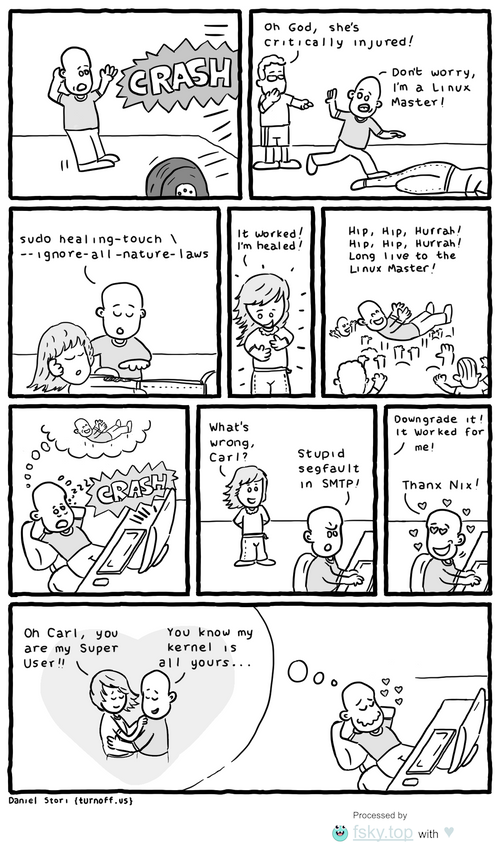 CRASH
Oh God, she's
critically injured!
Don't worry,
I'm a Linux
Master!
sudo healing-touch \
--ignore-all-nature-laws
It worked!
I'm healed!
Hip, Hip, Hurrah!
Hip, Hip, Hurrah!
Long live to the
Linux Master!
zzz
CRASH
What's
wrong,
Carl?
Stupid
segfault
in SMTP!
Downgrade it!
It worked for
me!
Thanx Nix!
Oh Carl, you
are my Super
User!!
You know my
kernel is
all yours...
Daniel Stori {turnoff.us}
Processed by
fsky.top with ♥